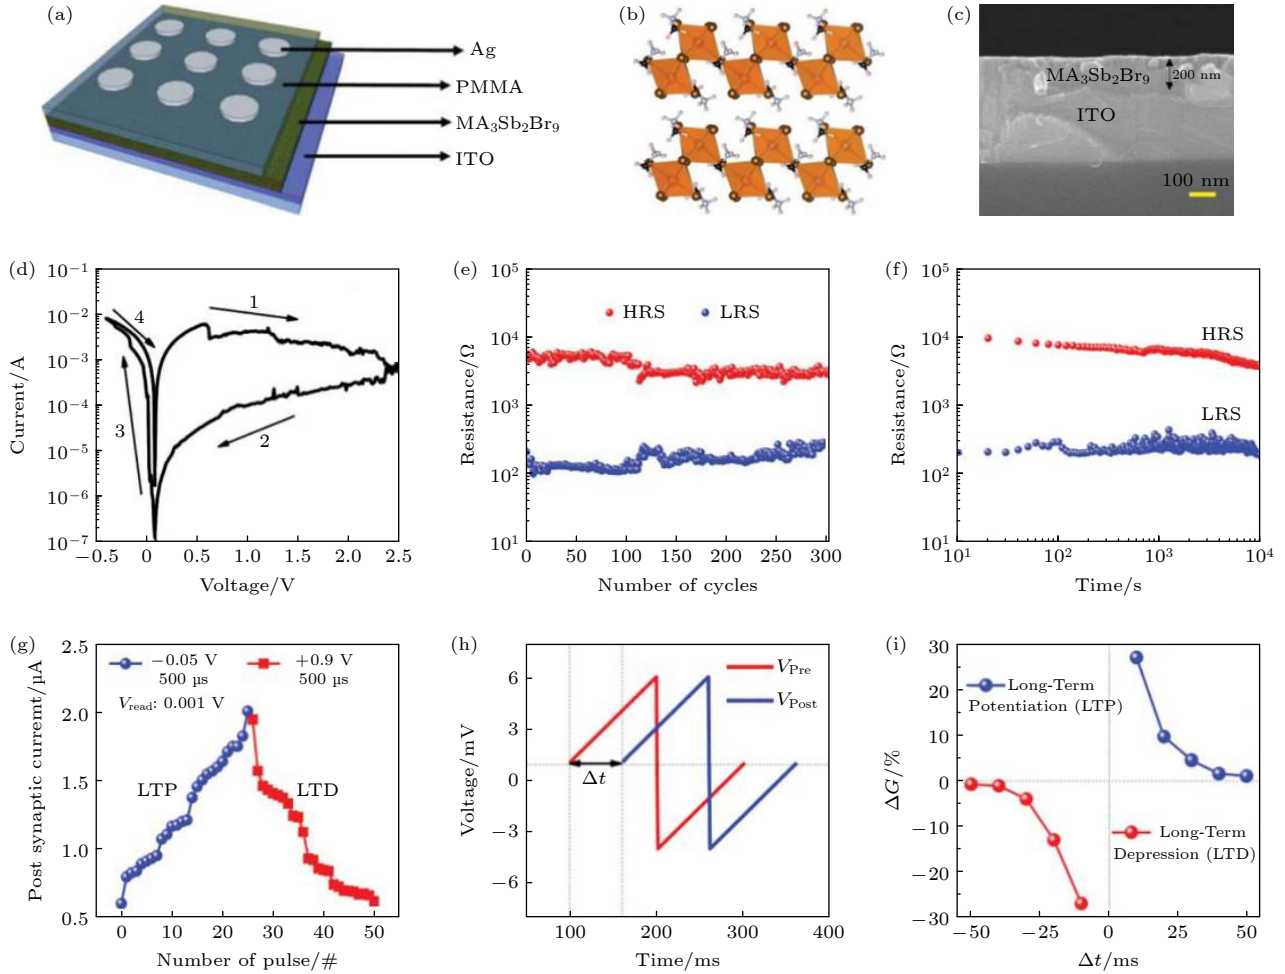 (a)
Ag
PMMA
MA₃Sb₂Br₉
ITO
(b)
(c)
MA₃Sb₂Br₉
200 nm
ITO
100 nm
(d)
Current/A
10⁻¹
10⁻²
10⁻³
10⁻⁴
10⁻⁵
10⁻⁶
10⁻⁷
1
2
3
4
−0.5 0 0.5 1.0 1.5 2.0 2.5
Voltage/V
(e)
Resistance/Ω
10⁵
10⁴
10³
10²
10¹
HRS LRS
0 50 100 150 200 250 300
Number of cycles
(f)
Resistance/Ω
10⁵
10⁴
10³
10²
10¹
HRS
LRS
10¹ 10² 10³ 10⁴
Time/s
(g)
Post synaptic curremt/μA
2.5
2.0
1.5
1.0
0.5
−0.05 V
500 μs
+0.9 V
500 μs
V_read: 0.001 V
LTP
LTD
0 10 20 30 40 50
Number of pulse/#
(h)
Voltage/mV
6
3
0
−3
−6
V_Pre
V_Post
Δt
100 200 300 400
Time/ms
(i)
ΔG/%
30
20
10
0
−10
−20
−30
Long-Term
Potentiation (LTP)
Long-Term
Depression (LTD)
−50 −25 0 25 50
Δt/ms